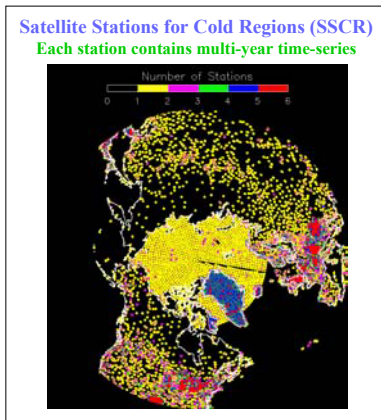 Satellite Stations for Cold Regions (SSCR)
Each station contains multi-year time-series
Number of Stations
0 1 2 3 4 5 6